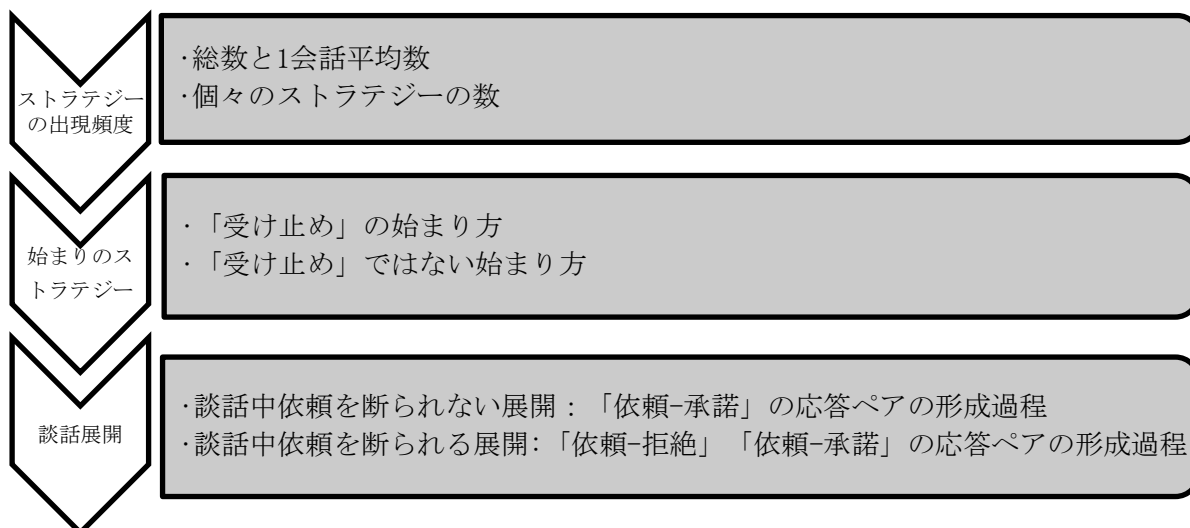 ストラテジー
の出現頻度
·総数と1会話平均数
·個々のストラテジーの数
始まりのス
トラテジー
·「受け止め」の始まり方
·「受け止め」ではない始まり方
談話展開
·談話中依頼を断られない展開：「依頼−承諾」の応答ペアの形成過程
·談話中依頼を断られる展開：「依頼−拒絶」「依頼−承諾」の応答ペアの形成過程